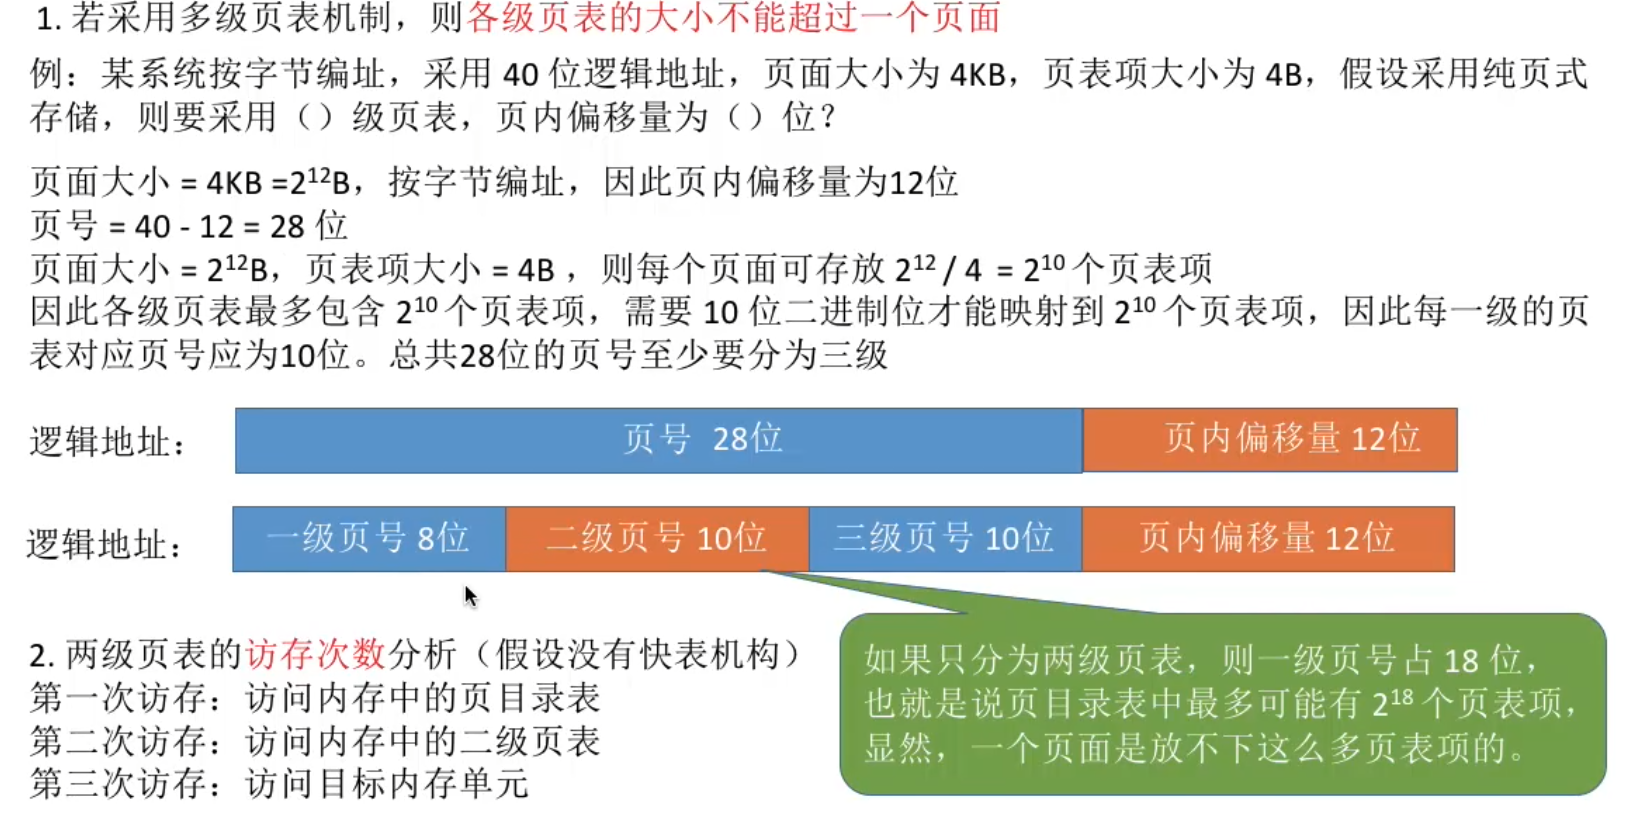 1. 若采用多级页表机制，则各级页表的大小不能超过一个页面
例：某系统按字节编址，采用 40 位逻辑地址，页面大小为 4KB，页表项大小为 4B，假设采用纯页式
存储，则要采用（）级页表，页内偏移量为（）位？
页面大小 = 4KB =2¹²B，按字节编址，因此页内偏移量为12位
页号 = 40 - 12 = 28 位
页面大小 = 2¹²B，页表项大小 = 4B ，则每个页面可存放 2¹² / 4 = 2¹⁰ 个页表项
因此各级页表最多包含 2¹⁰ 个页表项，需要 10 位二进制位才能映射到 2¹⁰ 个页表项，因此每一级的页
表对应页号应为10位。总共28位的页号至少要分为三级
逻辑地址： 页号 28位 页内偏移量 12位
逻辑地址： 一级页号 8位 二级页号 10位 三级页号 10位 页内偏移量 12位
2. 两级页表的访存次数分析（假设没有快表机构）
第一次访存：访问内存中的页目录表
第二次访存：访问内存中的二级页表
第三次访存：访问目标内存单元
如果只分为两级页表，则一级页号占 18 位，
也就是说页目录表中最多可能有 2¹⁸ 个页表项，
显然，一个页面是放不下这么多页表项的。